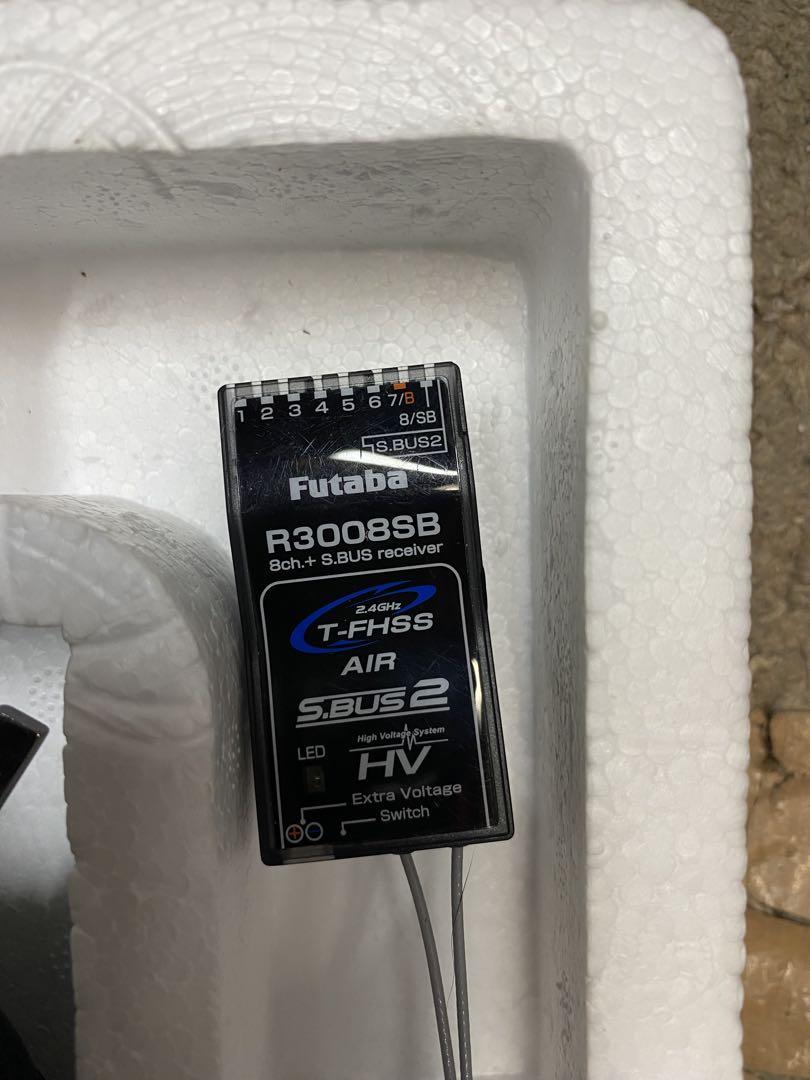 1 2 3 4 5 6 7/B
8/SB
S.BUS2
Futaba
R3008SB
8ch.+ S.BUS receiver
2.4GHz
T-FHSS
AIR
S.BUS2
High Voltage System
HV
LED
Extra Voltage
Switch